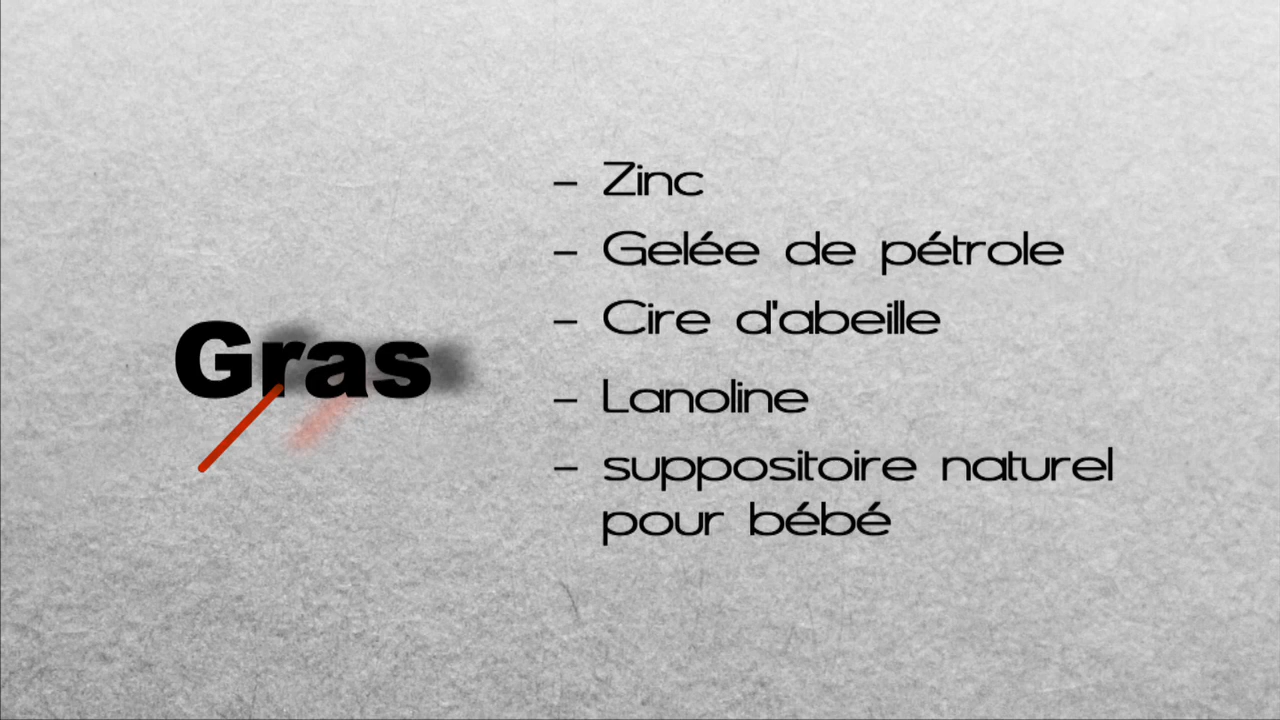 Gras
- Zinc
- Gelée de pétrole
- Cire d'abeille
- Lanoline
- suppositoire naturel
pour bébé